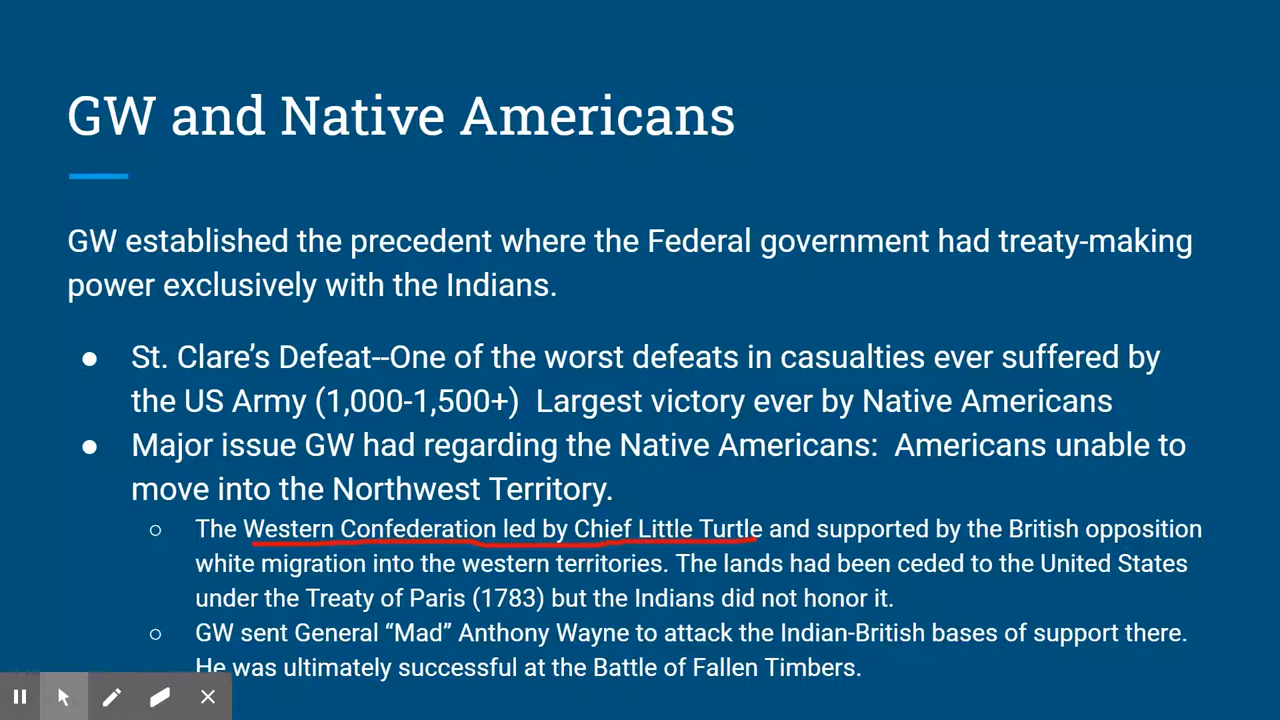 GW and Native Americans
GW established the precedent where the Federal government had treaty-making
power exclusively with the Indians.
● St. Clare’s Defeat--One of the worst defeats in casualties ever suffered by
the US Army (1,000-1,500+)  Largest victory ever by Native Americans
● Major issue GW had regarding the Native Americans:  Americans unable to
move into the Northwest Territory.
○ The Western Confederation led by Chief Little Turtle and supported by the British opposition
white migration into the western territories. The lands had been ceded to the United States
under the Treaty of Paris (1783) but the Indians did not honor it.
○ GW sent General “Mad” Anthony Wayne to attack the Indian-British bases of support there.
He was ultimately successful at the Battle of Fallen Timbers.